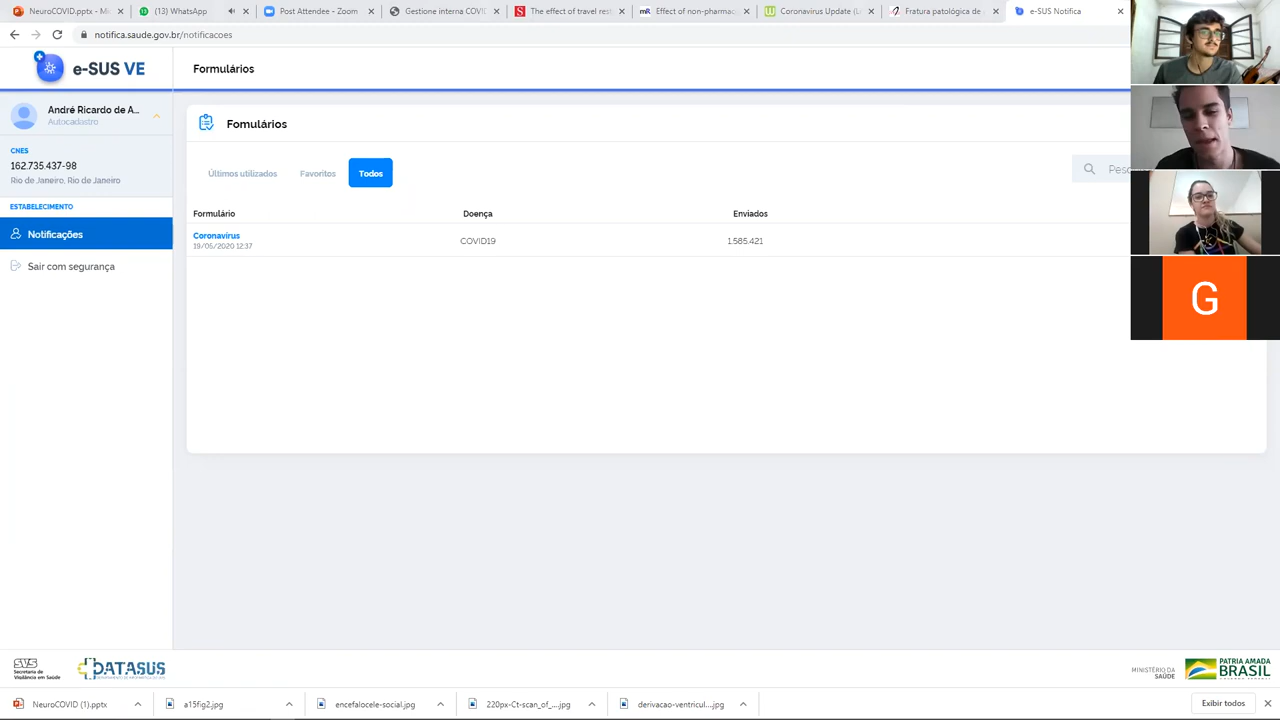 NeuroCOVID.pptx - Mi
(13) WhatsApp
Post Attendee - Zoom
Gestione interna COVI
The effect of travel rest
Effect of non-pharmac
Coronavirus Update (L
Fratura patológica de
e-SUS Notifica
notifica.saude.gov.br/notificacoes
e-SUS VE
Formulários
André Ricardo de A...
Autocadastro
Fomulários
CNES
162.735.437-98
Rio de Janeiro, Rio de Janeiro
Últimos utilizados
Favoritos
Todos
Pesc
ESTABELECIMENTO
Formulário
Doença
Enviados
Notificações
Coronavírus
19/05/2020 12:37
COVID19
1.585.421
Sair com segurança
G
SVS
Secretaria de
Vigilância em Saúde
DATASUS
MINISTÉRIO DA
SAÚDE
PÁTRIA AMADA
BRASIL
NeuroCOVID (1).pptx
a15fig2.jpg
encefalocele-social.jpg
220px-Ct-scan_of_....jpg
derivacao-ventricul....jpg
Exibir todos